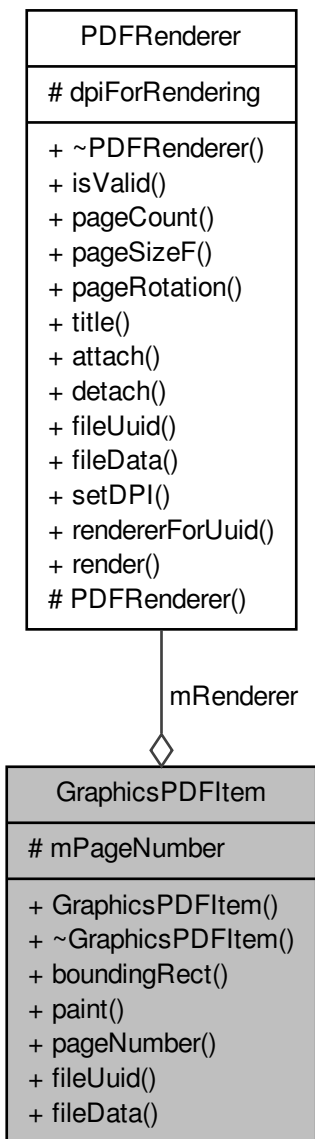 PDFRenderer
# dpiForRendering
+ ~PDFRenderer()
+ isValid()
+ pageCount()
+ pageSizeF()
+ pageRotation()
+ title()
+ attach()
+ detach()
+ fileUuid()
+ fileData()
+ setDPI()
+ rendererForUuid()
+ render()
# PDFRenderer()
mRenderer
GraphicsPDFItem
# mPageNumber
+ GraphicsPDFItem()
+ ~GraphicsPDFItem()
+ boundingRect()
+ paint()
+ pageNumber()
+ fileUuid()
+ fileData()